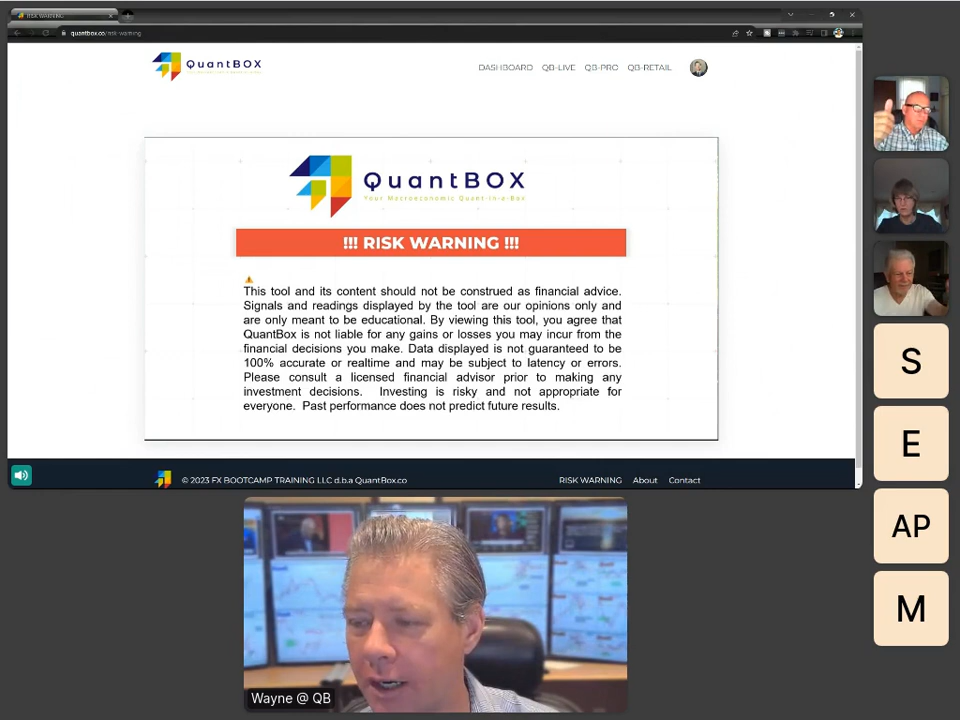 RISK WARNING
quantbox.co/risk-warning
QuantBOX
DASHBOARD QB-LIVE QB-PRO QB-RETAIL
QuantBOX
Your Macroeconomic Quant-in-a-Box
!!! RISK WARNING !!!
This tool and its content should not be construed as financial advice.
Signals and readings displayed by the tool are our opinions only and
are only meant to be educational. By viewing this tool, you agree that
QuantBox is not liable for any gains or losses you may incur from the
financial decisions you make. Data displayed is not guaranteed to be
100% accurate or realtime and may be subject to latency or errors.
Please consult a licensed financial advisor prior to making any
investment decisions. Investing is risky and not appropriate for
everyone. Past performance does not predict future results.
© 2023 FX BOOTCAMP TRAINING LLC d.b.a QuantBox.co
RISK WARNING About Contact
S
E
AP
M
Wayne @ QB